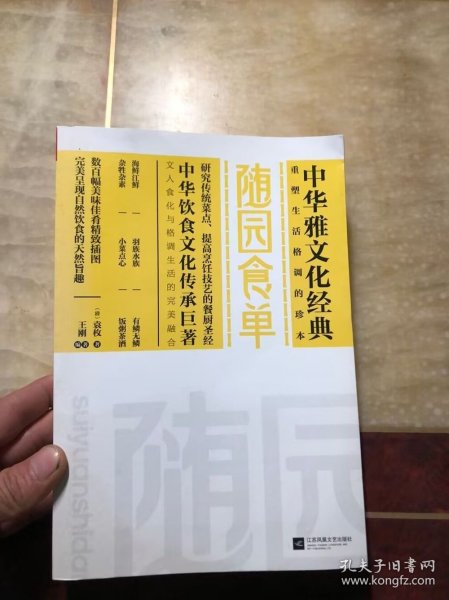 中华雅文化经典
重塑生活格调的珍本
随园食单
研究传统菜点、提高烹饪技艺的餐厨圣经
中华饮食文化传承巨著
文人食化与格调生活的完美融合
海鲜江鲜 — 羽族水族 — 有鳞无鳞
杂牲杂素 — 小菜点心 — 饭粥茶酒
数百幅美味佳肴精致插图
完美呈现自然饮食的天然旨趣
[清] 袁枚 著
王刚 编著
suiyuanshida
随园
江苏凤凰文艺出版社
孔夫子旧书网
www.kongfz.com